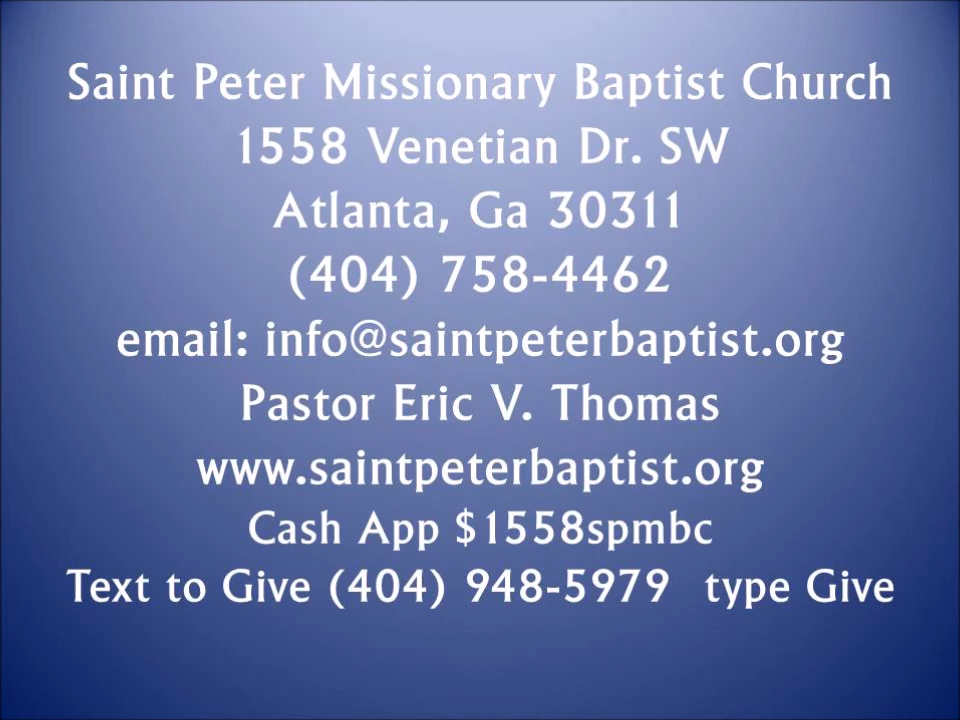 Saint Peter Missionary Baptist Church
1558 Venetian Dr. SW
Atlanta, Ga 30311
(404) 758-4462
email: info@saintpeterbaptist.org
Pastor Eric V. Thomas
www.saintpeterbaptist.org
Cash App $1558spmbc
Text to Give (404) 948-5979 type Give